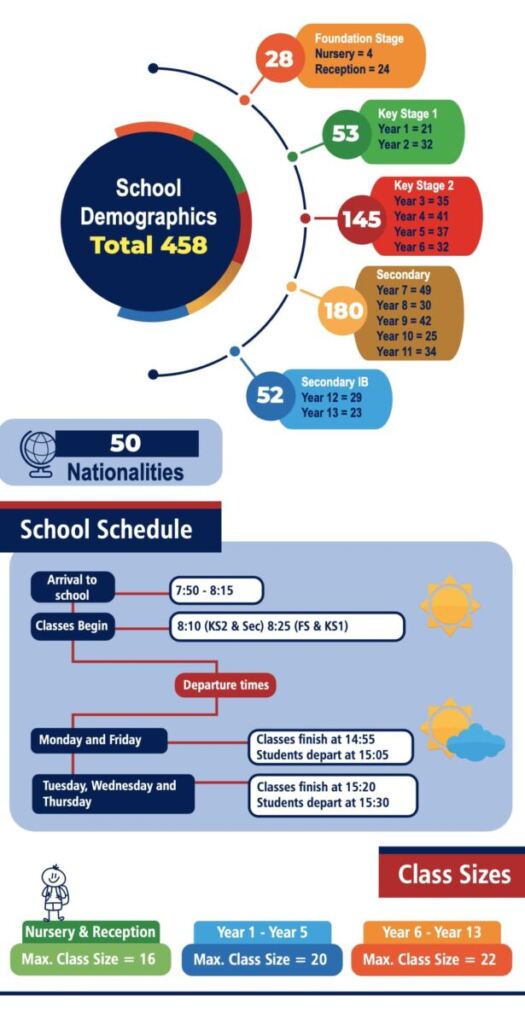 28
Foundation Stage
Nursery = 4
Reception = 24
53
Key Stage 1
Year 1 = 21
Year 2 = 32
School
Demographics
Total 458
145
Key Stage 2
Year 3 = 35
Year 4 = 41
Year 5 = 37
Year 6 = 32
180
Secondary
Year 7 = 49
Year 8 = 30
Year 9 = 42
Year 10 = 25
Year 11 = 34
52
Secondary IB
Year 12 = 29
Year 13 = 23
50
Nationalities
School Schedule
Arrival to
school
7:50 - 8:15
Classes Begin
8:10 (KS2 & Sec) 8:25 (FS & KS1)
Departure times
Monday and Friday
Classes finish at 14:55
Students depart at 15:05
Tuesday, Wednesday and
Thursday
Classes finish at 15:20
Students depart at 15:30
Class Sizes
Nursery & Reception
Max. Class Size = 16
Year 1 - Year 5
Max. Class Size = 20
Year 6 - Year 13
Max. Class Size = 22